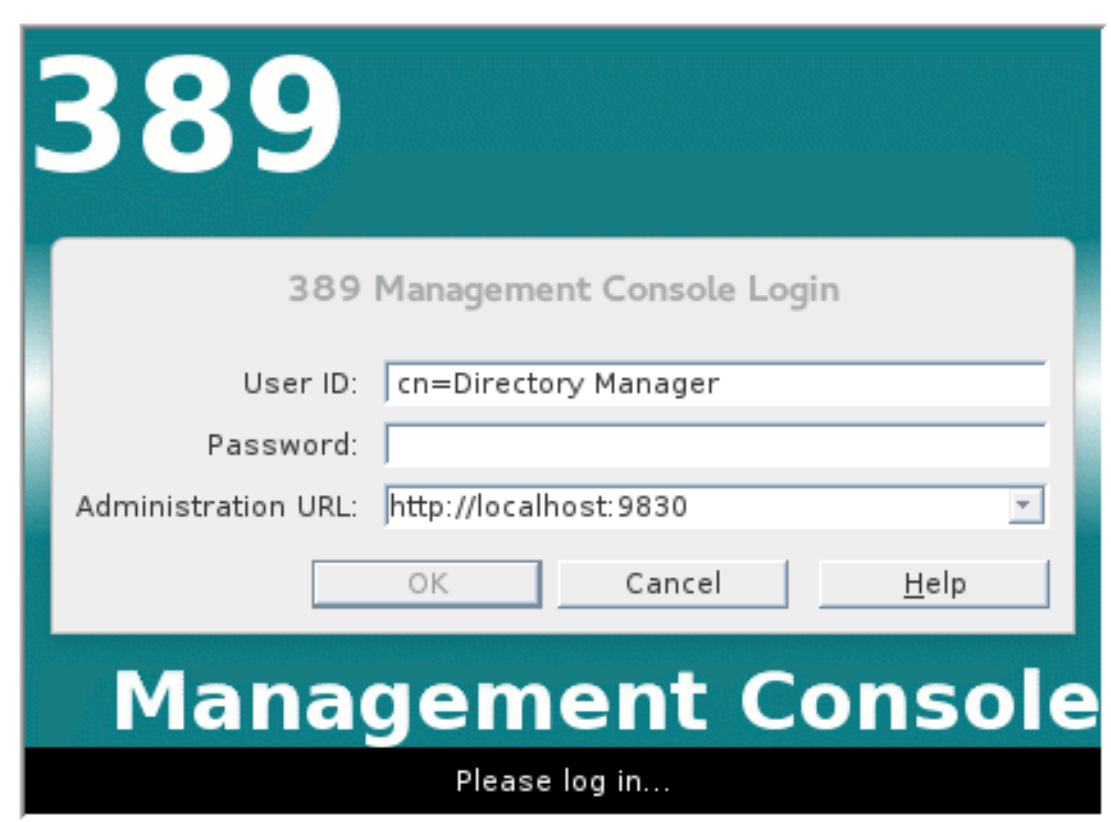 389
389 Management Console Login
User ID: cn=Directory Manager
Password:
Administration URL: http://localhost:9830
OK Cancel Help
Management Console
Please log in...